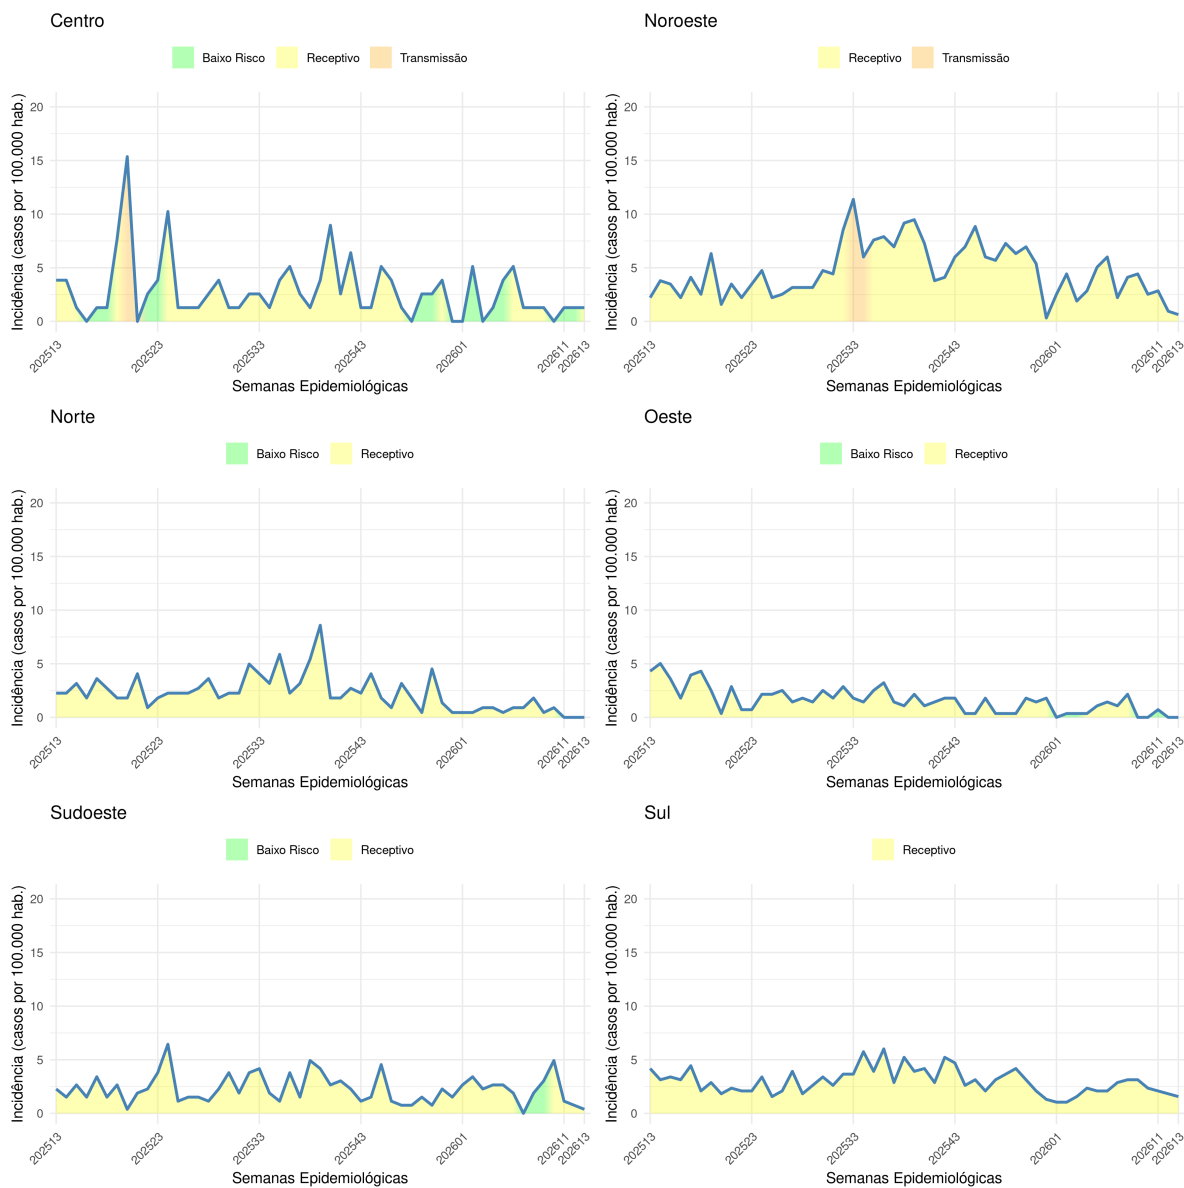 Centro
Baixo Risco Receptivo Transmissão
Incidência (casos por 100.000 hab.)
20
15
10
5
0
202513 202523 202533 202543 202601 202611 202613
Semanas Epidemiológicas
Noroeste
Receptivo Transmissão
Incidência (casos por 100.000 hab.)
20
15
10
5
0
202513 202523 202533 202543 202601 202611 202613
Semanas Epidemiológicas
Norte
Baixo Risco Receptivo
Incidência (casos por 100.000 hab.)
20
15
10
5
0
202513 202523 202533 202543 202601 202611 202613
Semanas Epidemiológicas
Oeste
Baixo Risco Receptivo
Incidência (casos por 100.000 hab.)
20
15
10
5
0
202513 202523 202533 202543 202601 202611 202613
Semanas Epidemiológicas
Sudoeste
Baixo Risco Receptivo
Incidência (casos por 100.000 hab.)
20
15
10
5
0
202513 202523 202533 202543 202601 202611 202613
Semanas Epidemiológicas
Sul
Receptivo
Incidência (casos por 100.000 hab.)
20
15
10
5
0
202513 202523 202533 202543 202601 202611 202613
Semanas Epidemiológicas